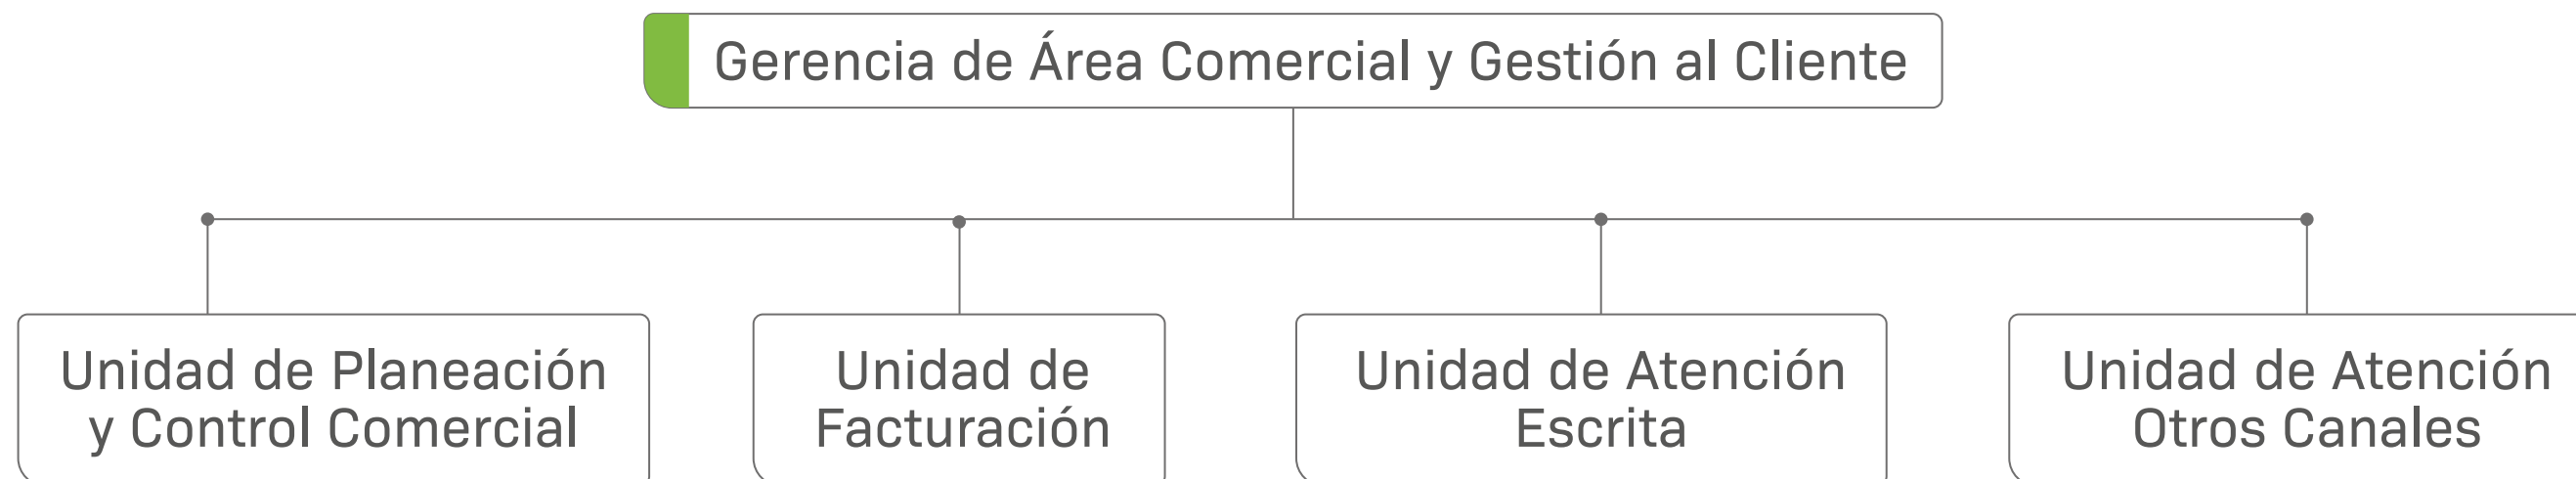 Gerencia de Área Comercial y Gestión al Cliente
Unidad de Planeación
y Control Comercial
Unidad de
Facturación
Unidad de Atención
Escrita
Unidad de Atención
Otros Canales